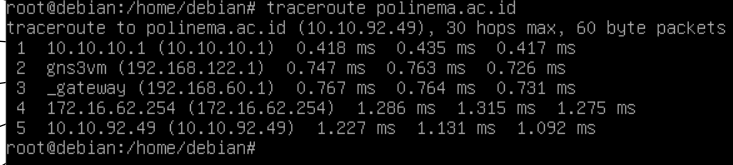 root@debian:/home/debian# traceroute polinema.ac.id
traceroute to polinema.ac.id (10.10.92.49), 30 hops max, 60 byte packets
 1  10.10.10.1 (10.10.10.1)  0.418 ms  0.435 ms  0.417 ms
 2  gns3vm (192.168.122.1)  0.747 ms  0.763 ms  0.726 ms
 3  _gateway (192.168.60.1)  0.767 ms  0.764 ms  0.731 ms
 4  172.16.62.254 (172.16.62.254)  1.286 ms  1.315 ms  1.275 ms
 5  10.10.92.49 (10.10.92.49)  1.227 ms  1.131 ms  1.092 ms
root@debian:/home/debian#